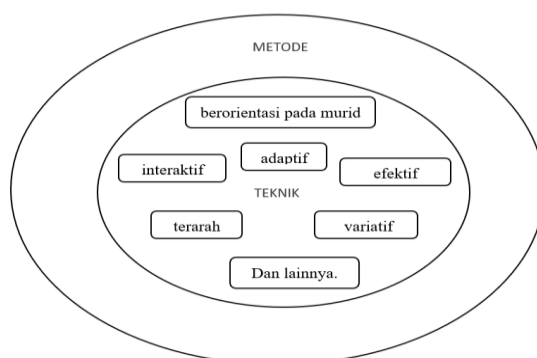 METODE
berorientasi pada murid
adaptif
interaktif
efektif
TEKNIK
terarah
variatif
Dan lainnya.